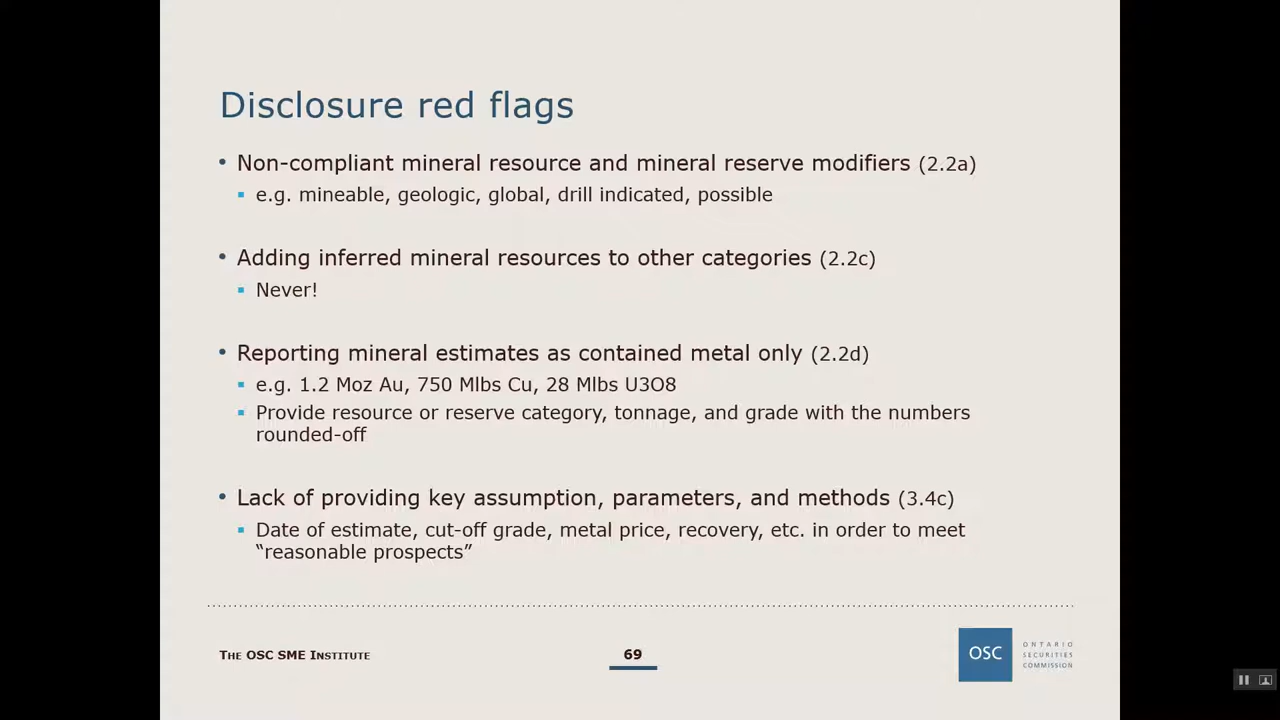 Disclosure red flags
• Non-compliant mineral resource and mineral reserve modifiers (2.2a)
▪ e.g. mineable, geologic, global, drill indicated, possible
• Adding inferred mineral resources to other categories (2.2c)
▪ Never!
• Reporting mineral estimates as contained metal only (2.2d)
▪ e.g. 1.2 Moz Au, 750 Mlbs Cu, 28 Mlbs U3O8
▪ Provide resource or reserve category, tonnage, and grade with the numbers
rounded-off
• Lack of providing key assumption, parameters, and methods (3.4c)
▪ Date of estimate, cut-off grade, metal price, recovery, etc. in order to meet
“reasonable prospects”
THE OSC SME INSTITUTE
69
OSC
ONTARIO
SECURITIES
COMMISSION